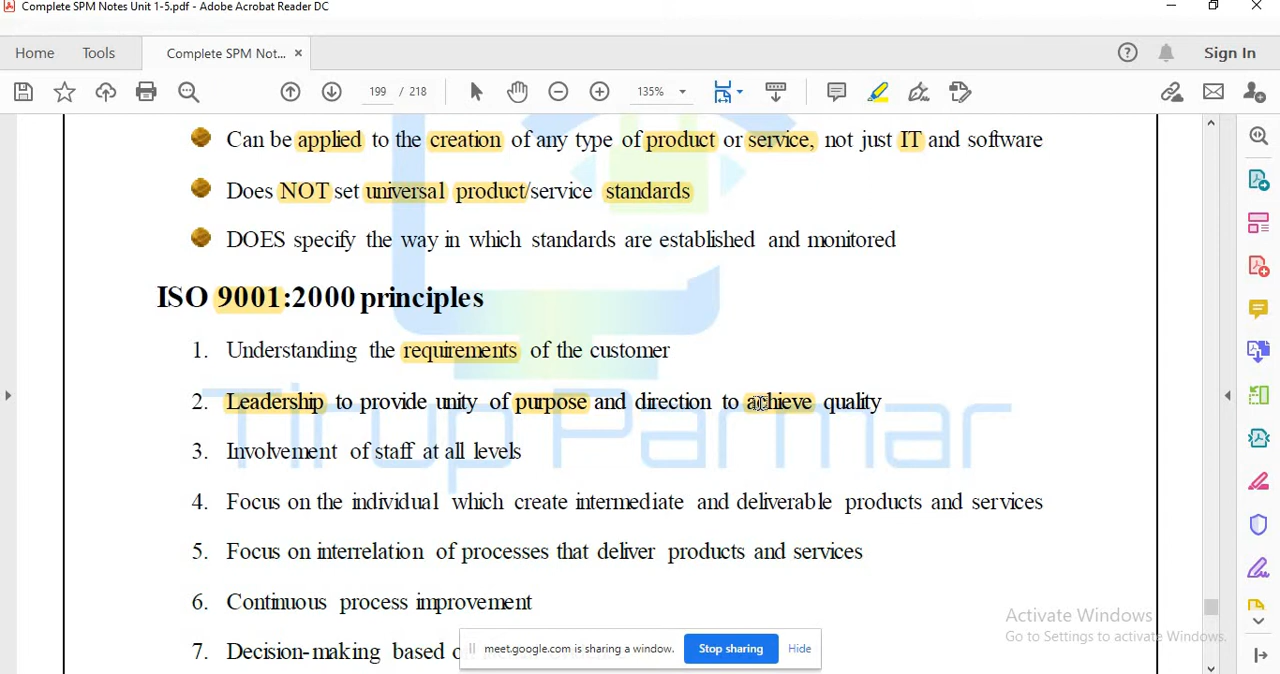 Complete SPM Notes Unit 1-5.pdf - Adobe Acrobat Reader DC
Home Tools Complete SPM Not... × Sign In
199 / 218 135%
Can be applied to the creation of any type of product or service, not just IT and software
Does NOT set universal product/service standards
DOES specify the way in which standards are established and monitored
ISO 9001:2000 principles
1. Understanding the requirements of the customer
2. Leadership to provide unity of purpose and direction to achieve quality
Tirup Parmar
3. Involvement of staff at all levels
4. Focus on the individual which create intermediate and deliverable products and services
5. Focus on interrelation of processes that deliver products and services
6. Continuous process improvement
Activate Windows
Go to Settings to activate Windows.
7. Decision-making based
meet.google.com is sharing a window. Stop sharing Hide